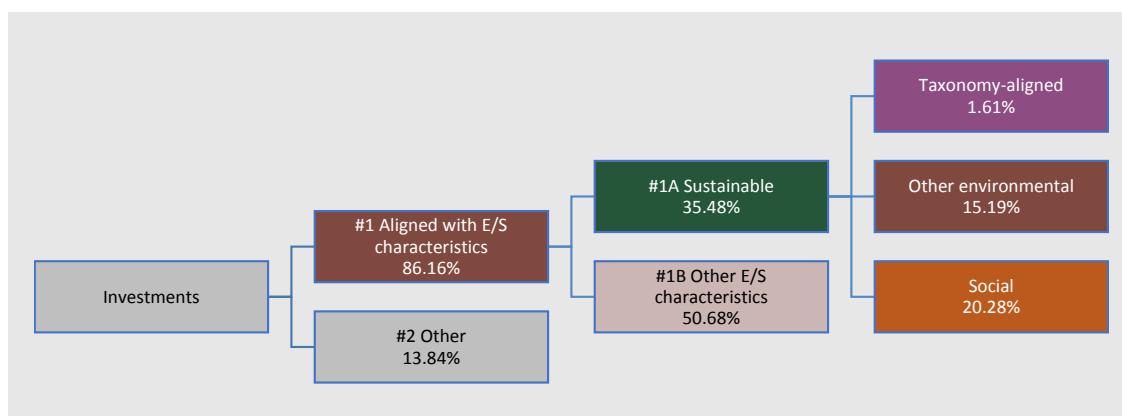 Investments
#1 Aligned with E/S
characteristics
86.16%
#2 Other
13.84%
#1A Sustainable
35.48%
#1B Other E/S
characteristics
50.68%
Taxonomy-aligned
1.61%
Other environmental
15.19%
Social
20.28%